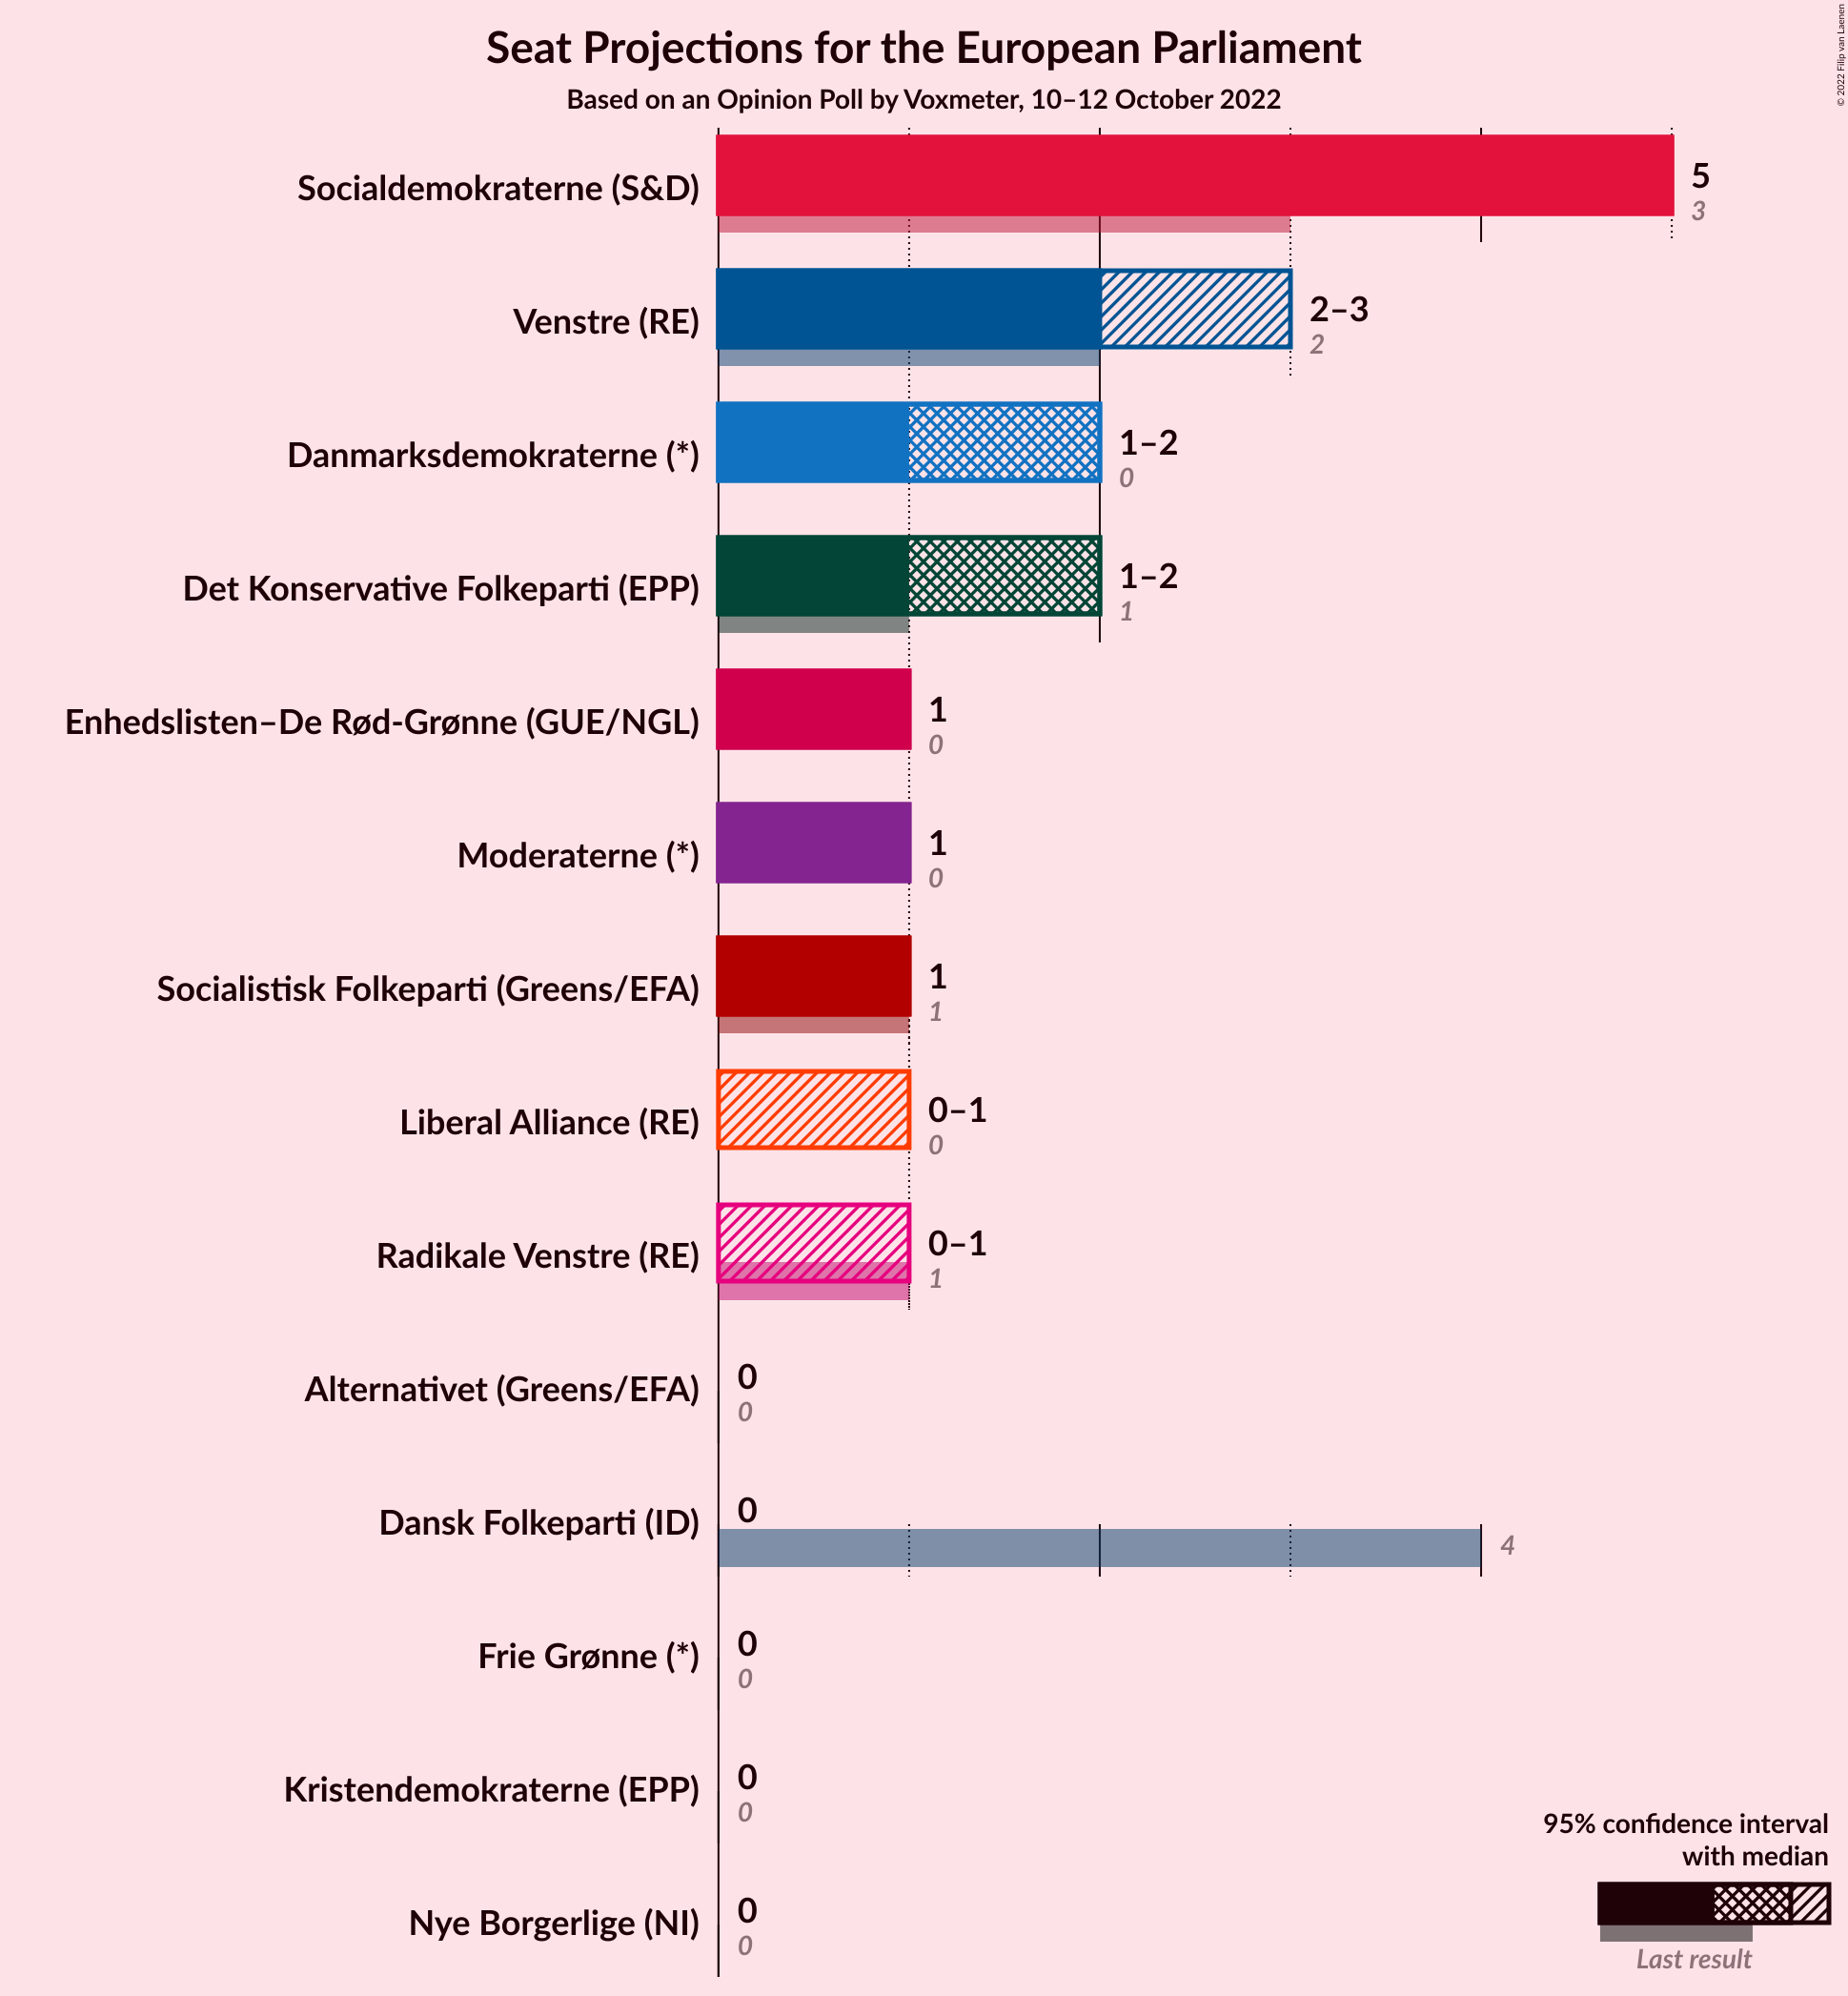 Seat Projections for the European Parliament
Based on an Opinion Poll by Voxmeter, 10–12 October 2022
© 2022 Filip van Laenen
Socialdemokraterne (S&D)
5
3
Venstre (RE)
2–3
2
Danmarksdemokraterne (*)
1–2
0
Det Konservative Folkeparti (EPP)
1–2
1
Enhedslisten–De Rød-Grønne (GUE/NGL)
1
0
Moderaterne (*)
1
0
Socialistisk Folkeparti (Greens/EFA)
1
1
Liberal Alliance (RE)
0–1
0
Radikale Venstre (RE)
0–1
1
Alternativet (Greens/EFA)
0
0
Dansk Folkeparti (ID)
0
4
Frie Grønne (*)
0
0
Kristendemokraterne (EPP)
0
0
Nye Borgerlige (NI)
0
0
95% confidence interval
with median
Last result